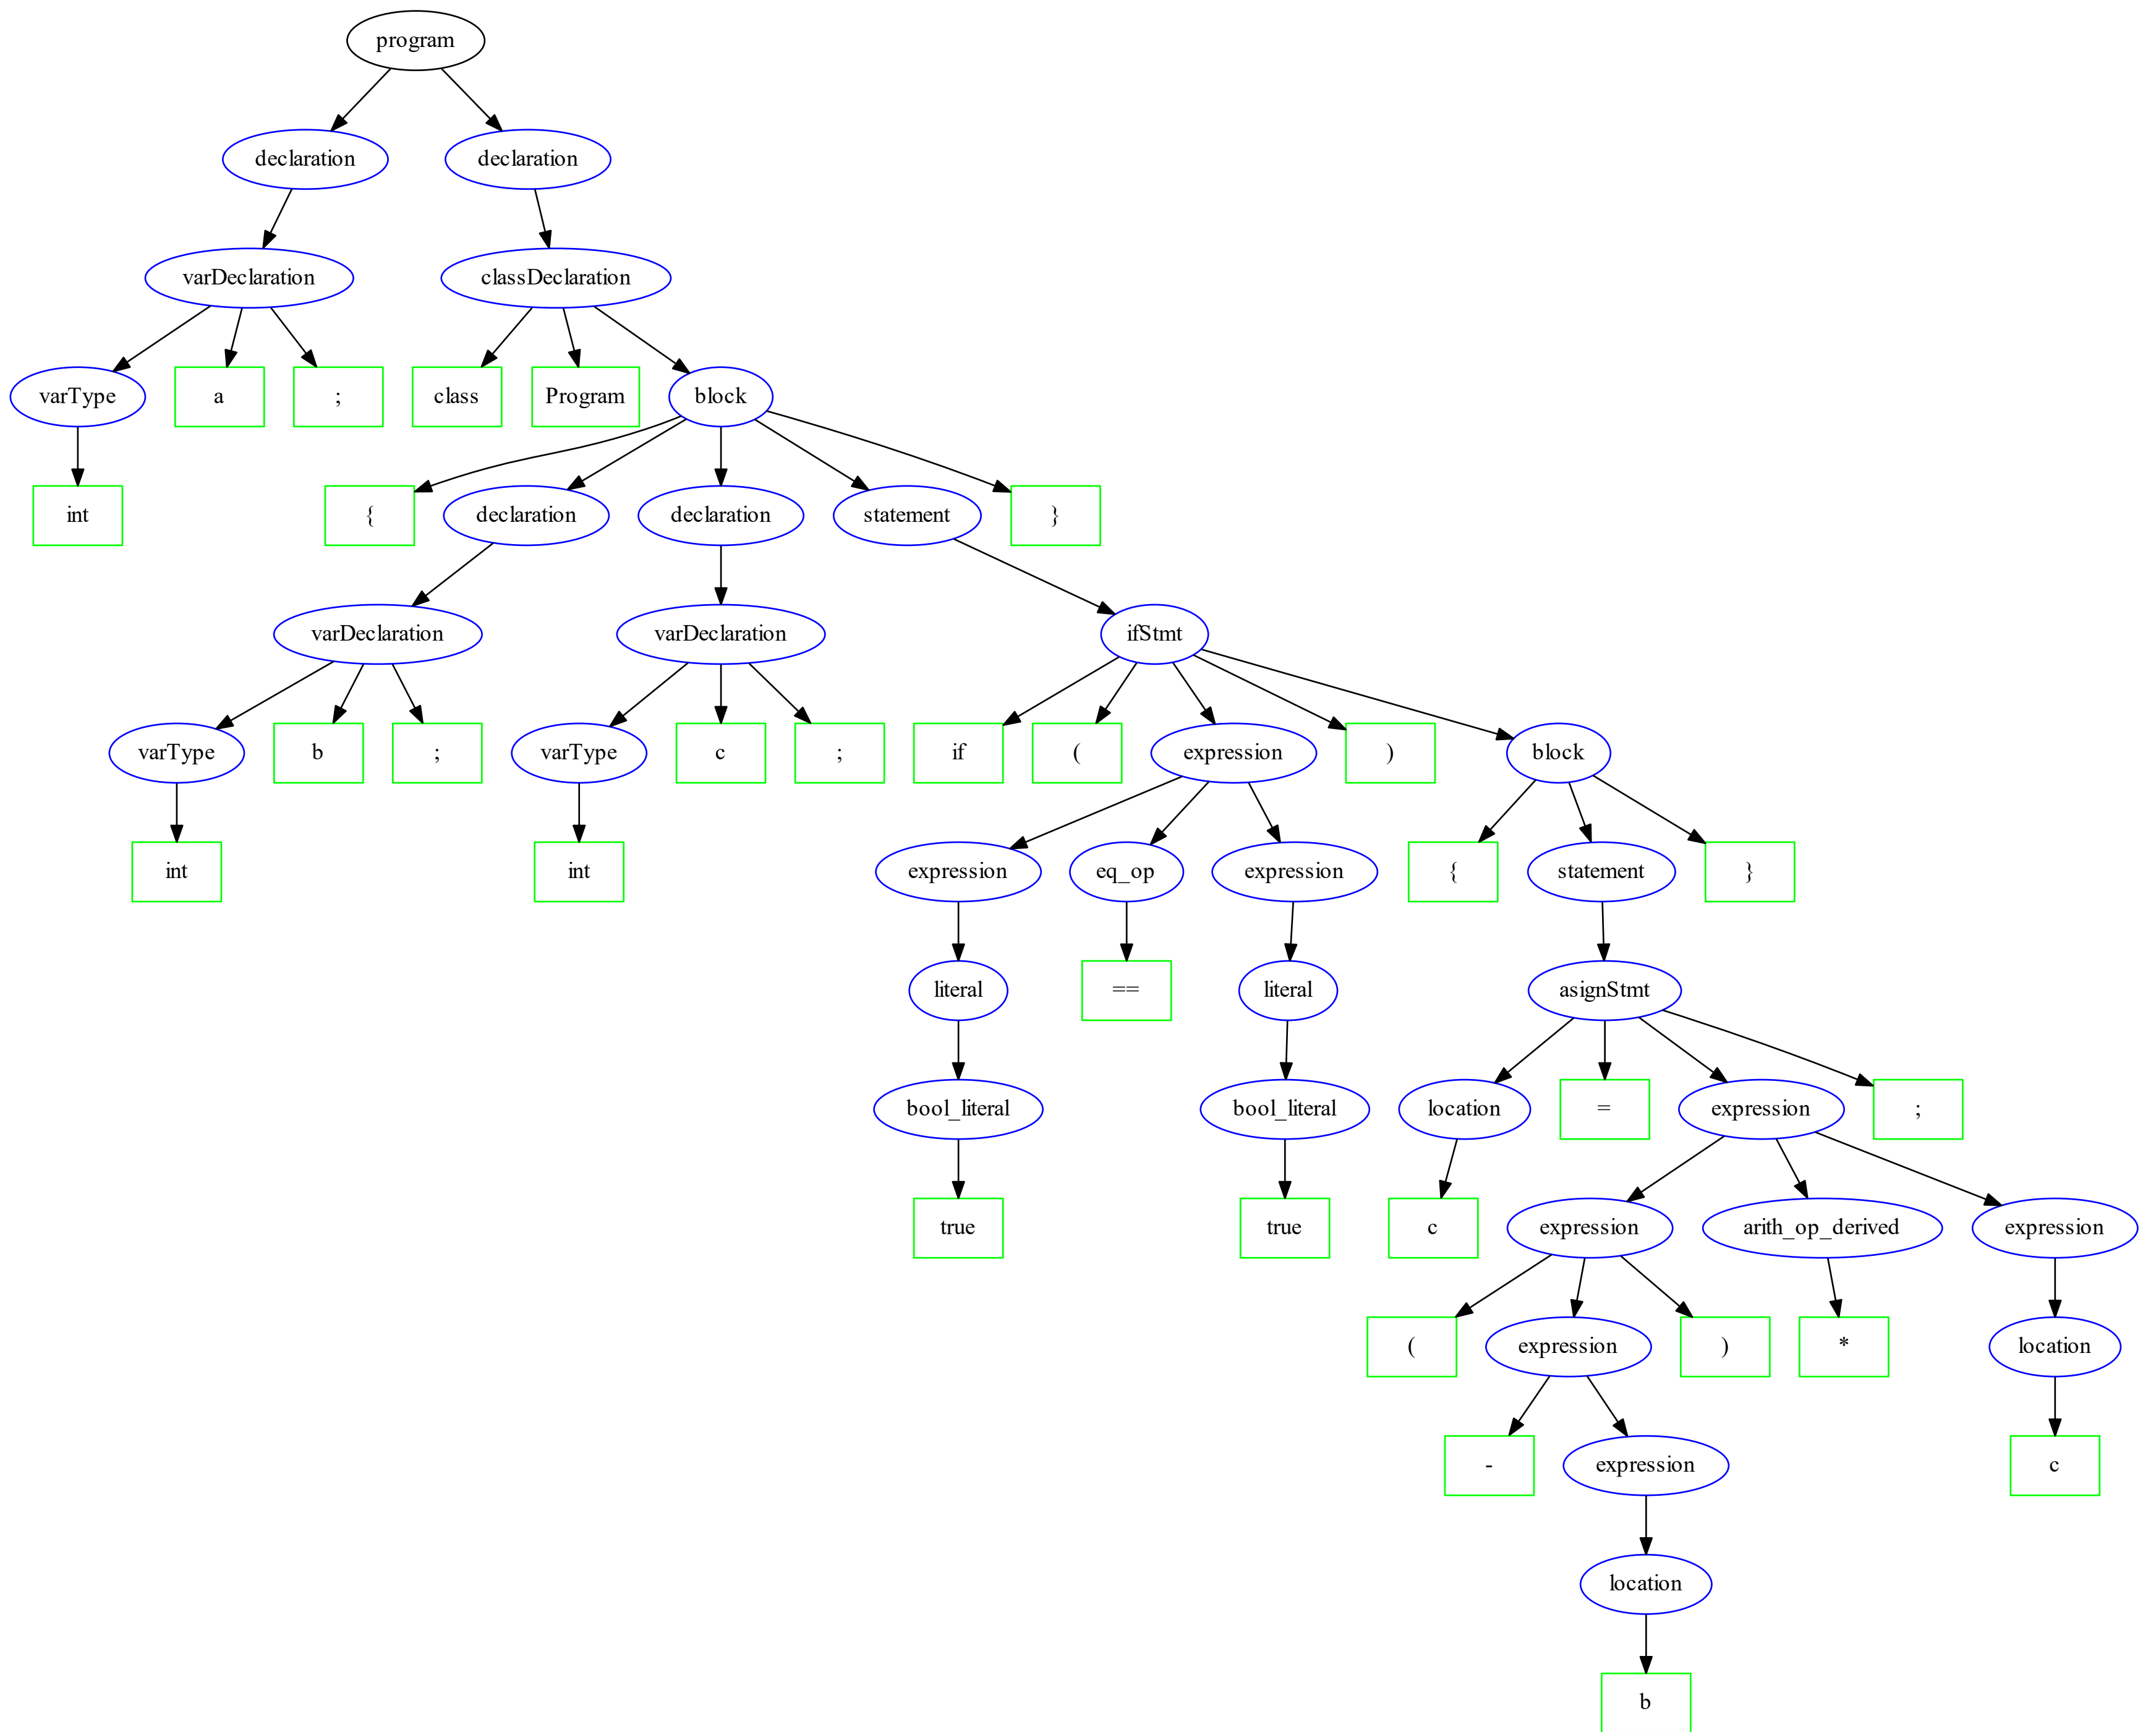 program
declaration
declaration
varDeclaration
classDeclaration
varType
a
;
class
Program
block
int
{
declaration
declaration
statement
}
varDeclaration
varDeclaration
ifStmt
varType
b
;
varType
c
;
if
(
expression
)
block
int
int
expression
eq_op
expression
{
statement
}
literal
==
literal
asignStmt
bool_literal
bool_literal
location
=
expression
;
true
true
c
expression
arith_op_derived
expression
(
expression
)
*
location
-
expression
c
location
b